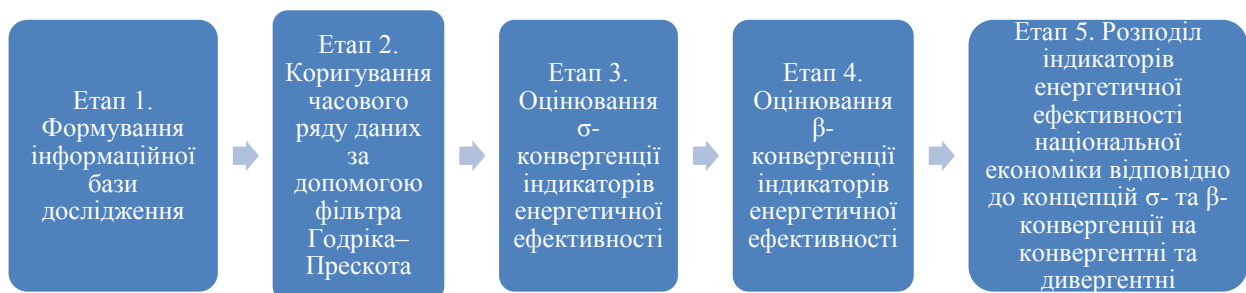 Етап 1.
Формування
інформаційної
бази
дослідження
Етап 2.
Коригування
часового
ряду даних
за
допомогою
фільтра
Годріка–
Прескота
Етап 3.
Оцінювання
σ-
конвергенції
індикаторів
енергетичної
ефективності
Етап 4.
Оцінювання
β-
конвергенції
індикаторів
енергетичної
ефективності
Етап 5. Розподіл
індикаторів
енергетичної
ефективності
національної
економіки відповідно
до концепцій σ- та β-
конвергенції на
конвергентні та
дивергентні